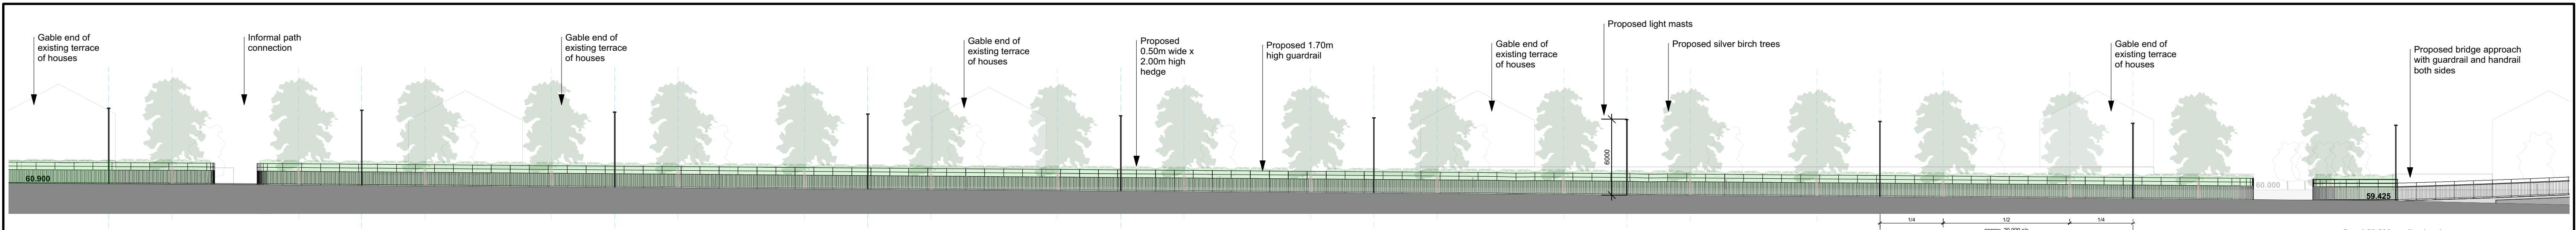 Gable end of
existing terrace
of houses
Informal path
connection
Gable end of
existing terrace
of houses
Gable end of
existing terrace
of houses
Proposed
0.50m wide x
2.00m high
hedge
Proposed 1.70m
high guardrail
Gable end of
existing terrace
of houses
Proposed light masts
Proposed silver birch trees
Gable end of
existing terrace
of houses
Proposed bridge approach
with guardrail and handrail
both sides
6000
60.900
60.000
59.425
1/4
1/2
1/4